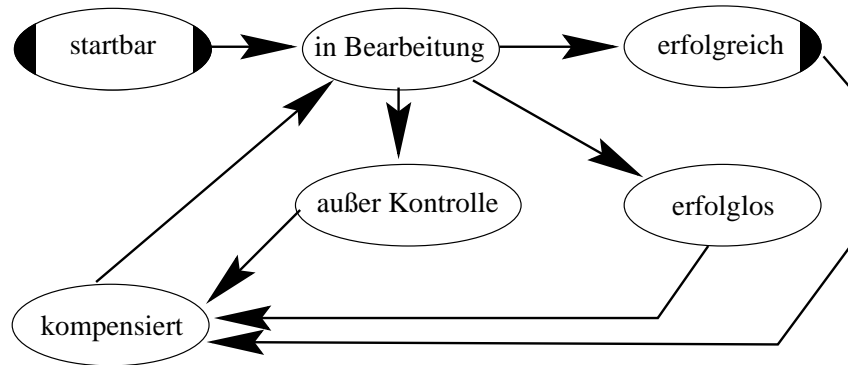 startbar
in Bearbeitung
erfolgreich
außer Kontrolle
erfolglos
kompensiert